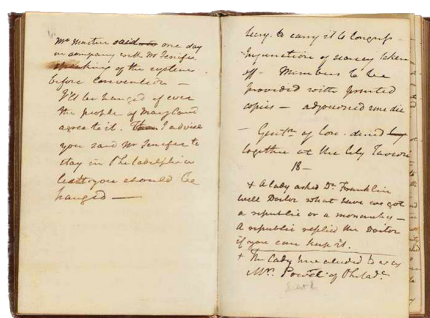 Mr Martin said one day
in company with Mr Jenifer
speaking of the system
before Convention —
I'll be hanged if ever
the people of Maryland
agree to it. I advise
you said Mr Jenifer to
stay in Philadelphia
lest you should be
hanged —
Secy. to carry it to Congress —
Injunction of secrecy taken
off — Members to be
provided with printed
copies — adjourned sine die
— Gentn. of Con. dined
together at the City Tavern
18 —
+ A lady asked Dr. Franklin
well Doctor what have we got
a republic or a monarchy —
A republic replied the Doctor
if you can keep it.
+ The Lady here alluded to was
Mrs. Powel of Philada.